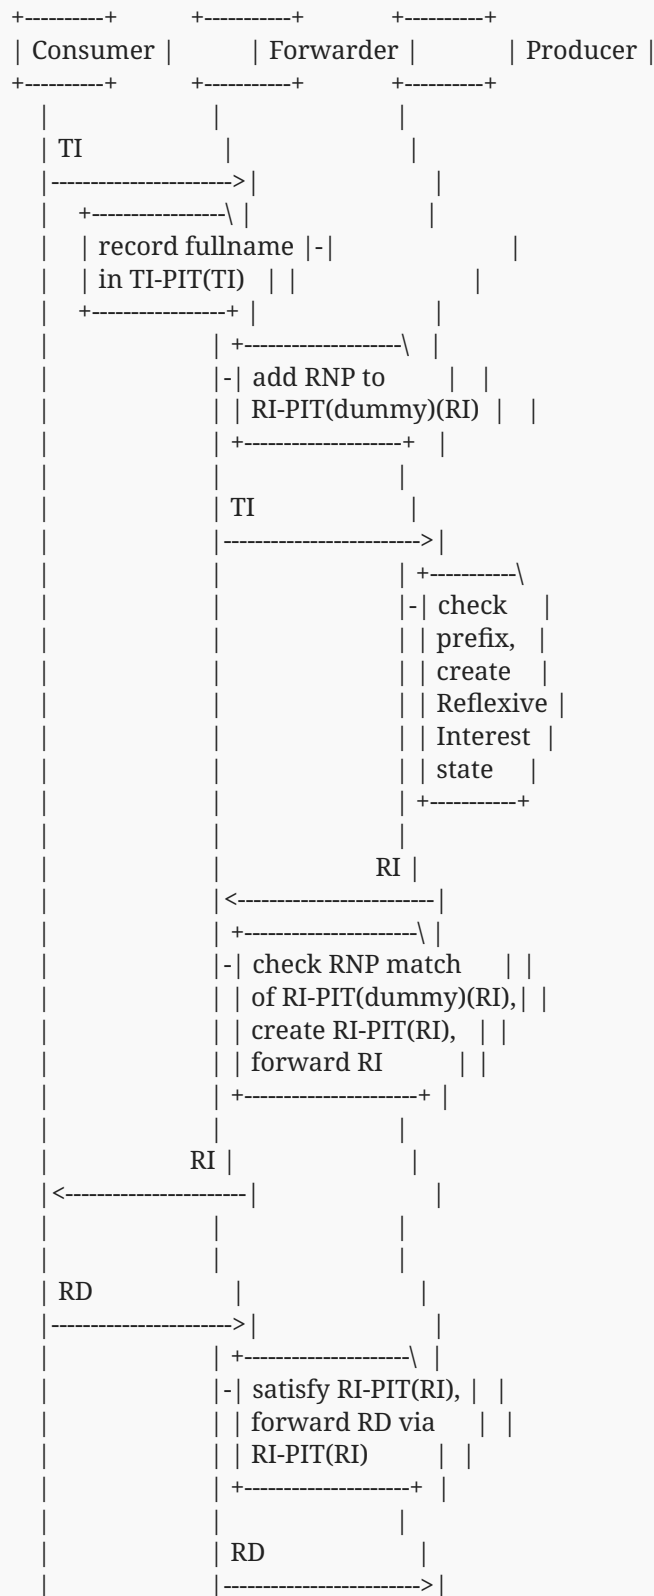 +----------+          +-----------+            +----------+
| Consumer |          | Forwarder |            | Producer |
+----------+          +-----------+            +----------+
    |                      |                        |
    | TI                   |                        |
    |----------------------->|                      |
    |    +-----------------\ |                      |
    |    | record fullname |-|                      |
    |    | in TI-PIT(TI)   | |                      |
    |    +-----------------+ |                      |
    |                      | +--------------------\ |
    |                      |-| add RNP to         | |
    |                      | | RI-PIT(dummy)(RI)  | |
    |                      | +--------------------+ |
    |                      |                        |
    |                      | TI                     |
    |                      |------------------------->|
    |                      |                        | +-----------\
    |                      |                        |-| check     |
    |                      |                        | | prefix,   |
    |                      |                        | | create    |
    |                      |                        | | Reflexive |
    |                      |                        | | Interest  |
    |                      |                        | | state     |
    |                      |                        | +-----------+
    |                      |                        |
    |                      |                     RI |
    |                      |<-------------------------|
    |                      | +----------------------\ |
    |                      |-| check RNP match      | |
    |                      | | of RI-PIT(dummy)(RI),| |
    |                      | | create RI-PIT(RI),   | |
    |                      | | forward RI           | |
    |                      | +----------------------+ |
    |                      |                        |
    |                   RI |                        |
    |<-----------------------|                      |
    |                      |                        |
    |                      |                        |
    | RD                   |                        |
    |----------------------->|                      |
    |                      | +---------------------\ |
    |                      |-| satisfy RI-PIT(RI), | |
    |                      | | forward RD via      | |
    |                      | | RI-PIT(RI)          | |
    |                      | +---------------------+ |
    |                      |                        |
    |                      | RD                     |
    |                      |------------------------->|